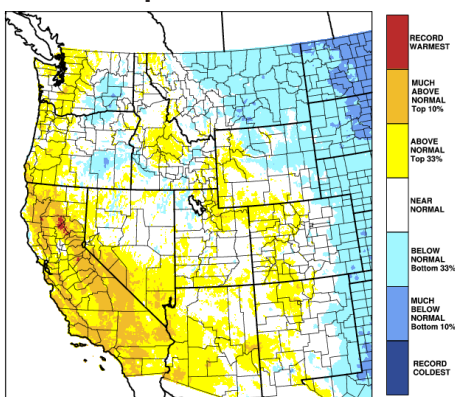 RECORD
WARMEST
MUCH
ABOVE
NORMAL
Top 10%
ABOVE
NORMAL
Top 33%
NEAR
NORMAL
BELOW
NORMAL
Bottom 33%
MUCH
BELOW
NORMAL
Bottom 10%
RECORD
COLDEST